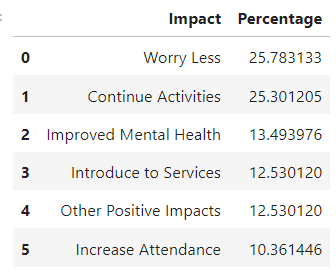 Impact Percentage
0 Worry Less 25.783133
1 Continue Activities 25.301205
2 Improved Mental Health 13.493976
3 Introduce to Services 12.530120
4 Other Positive Impacts 12.530120
5 Increase Attendance 10.361446